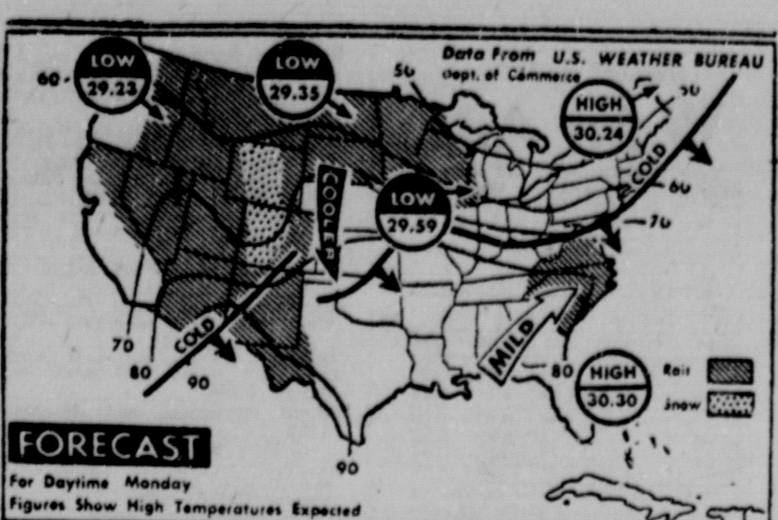 Data From U.S. WEATHER BUREAU
Dept. of Commerce
LOW
29.23
LOW
29.35
HIGH
30.24
60
50
50
COLD
60
70
COOLER
LOW
29.59
COLD
70
80
90
MILD
80
HIGH
30.30
Rain
Snow
90
FORECAST
For Daytime Monday
Figures Show High Temperatures Expected